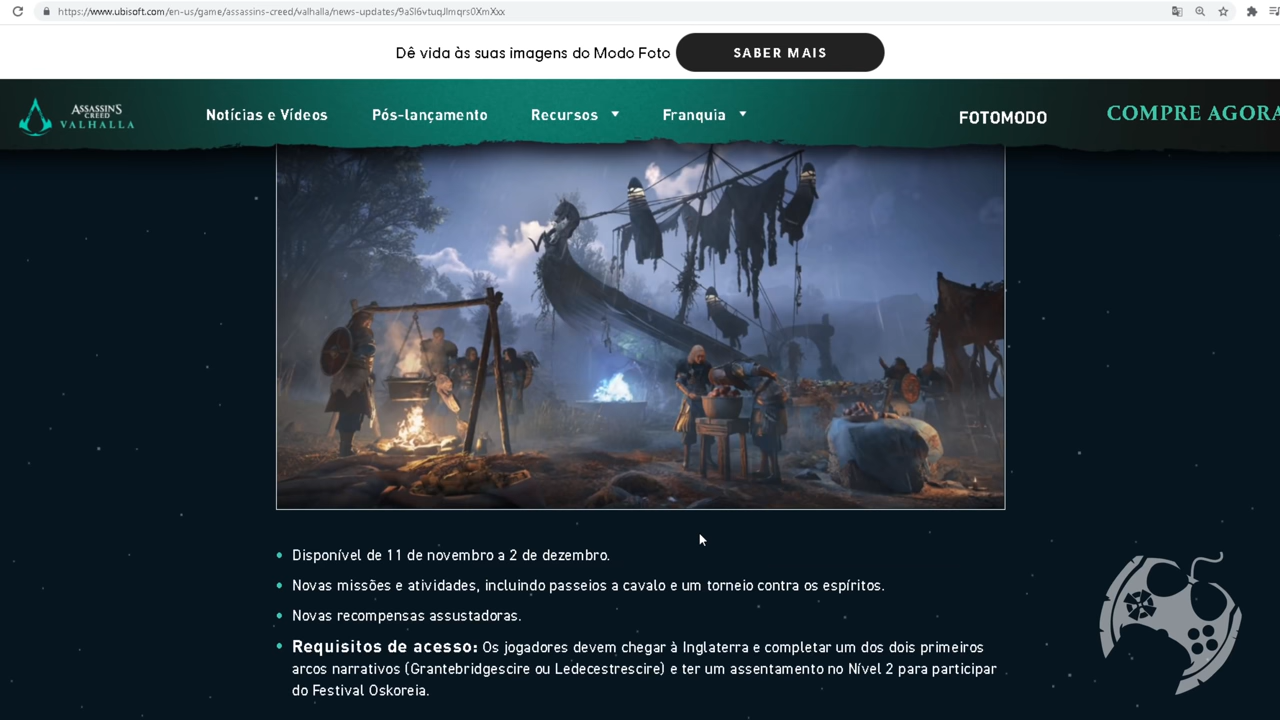 https://www.ubisoft.com/en-us/game/assassins-creed/valhalla/news-updates/9aSl6vtuqJlmqrs0XmXxx
Dê vida às suas imagens do Modo Foto SABER MAIS
ASSASSIN'S
CREED
VALHALLA
Notícias e Vídeos Pós-lançamento Recursos Franquia FOTOMODO COMPRE AGORA
Disponível de 11 de novembro a 2 de dezembro.
Novas missões e atividades, incluindo passeios a cavalo e um torneio contra os espíritos.
Novas recompensas assustadoras.
Requisitos de acesso: Os jogadores devem chegar à Inglaterra e completar um dos dois primeiros
arcos narrativos (Grantebridgescire ou Ledecestrescire) e ter um assentamento no Nível 2 para participar
do Festival Oskoreia.